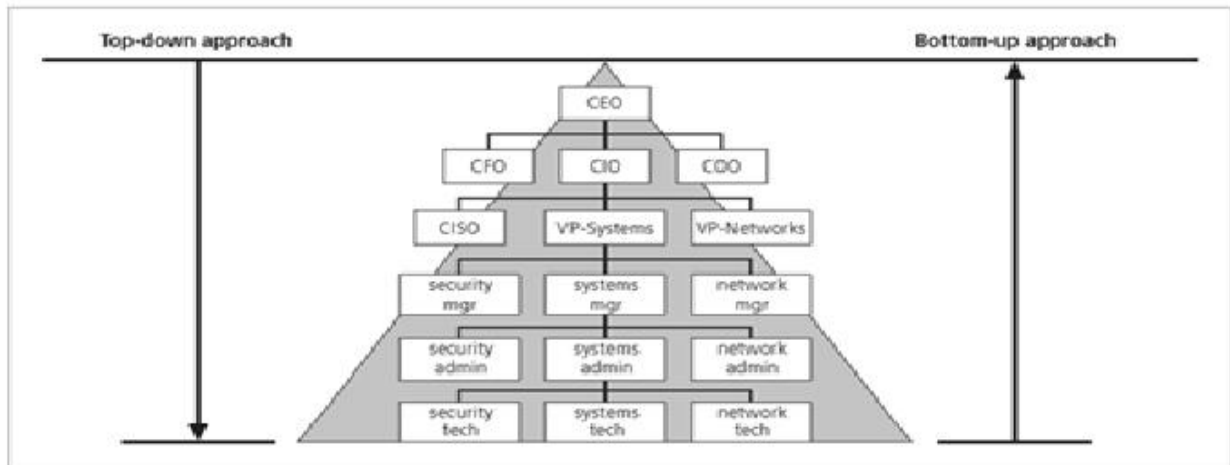 Top-down approach
Bottom-up approach
CEO
CFO
CIO
COO
CISO
VP-Systems
VP-Networks
security
mgr
systems
mgr
network
mgr
security
admin
systems
admin
network
admin
security
tech
systems
tech
network
tech